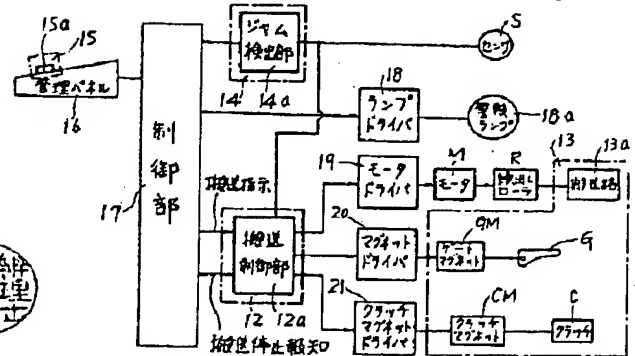 15a
15
管理パネル
16
17
制御部
ジャム
検出部
14
14a
S
センサ
18
ランプ
ドライバ
警報
ランプ
18a
19
モータ
ドライバ
M
モータ
R
繰出し
ローラ
13
13a
搬送路
搬送指示
搬送
制御部
12
12a
搬送停止報知
20
マグネット
ドライバ
GM
ゲート
マグネット
G
21
クラッチ
マグネット
ドライバ
CM
クラッチ
マグネット
C
クラッチ